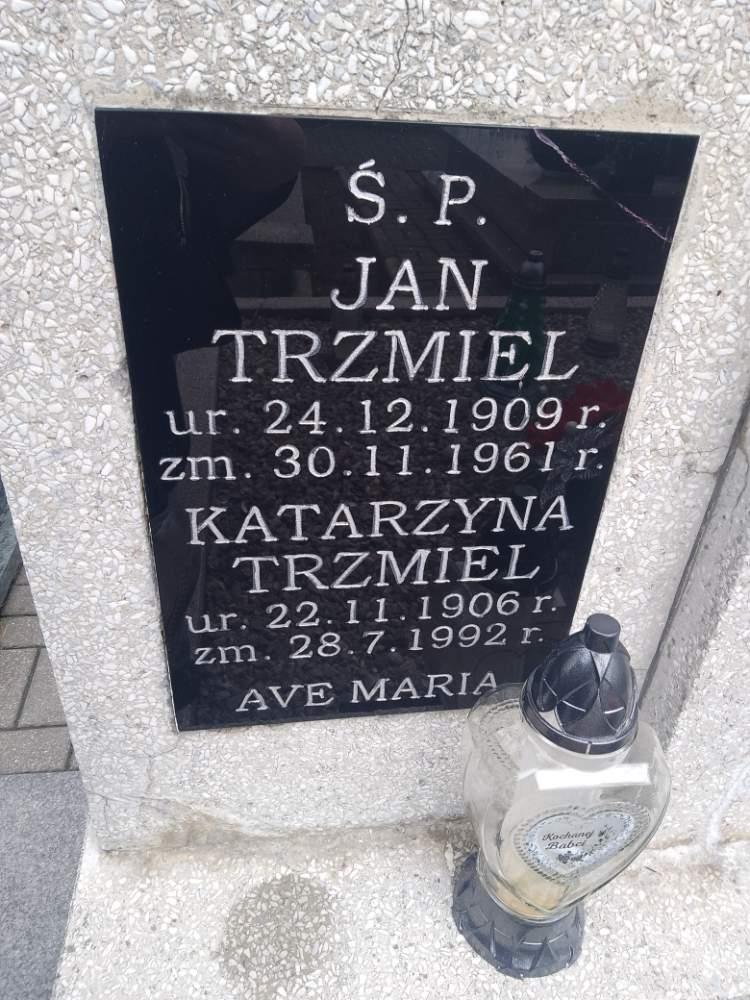 Ś. P.
JAN
TRZMIEL
ur. 24.12.1909 r.
zm. 30.11.1961 r.
KATARZYNA
TRZMIEL
ur. 22.11.1906 r.
zm. 28.7.1992 r.
AVE MARIA
Kochanej
Babci